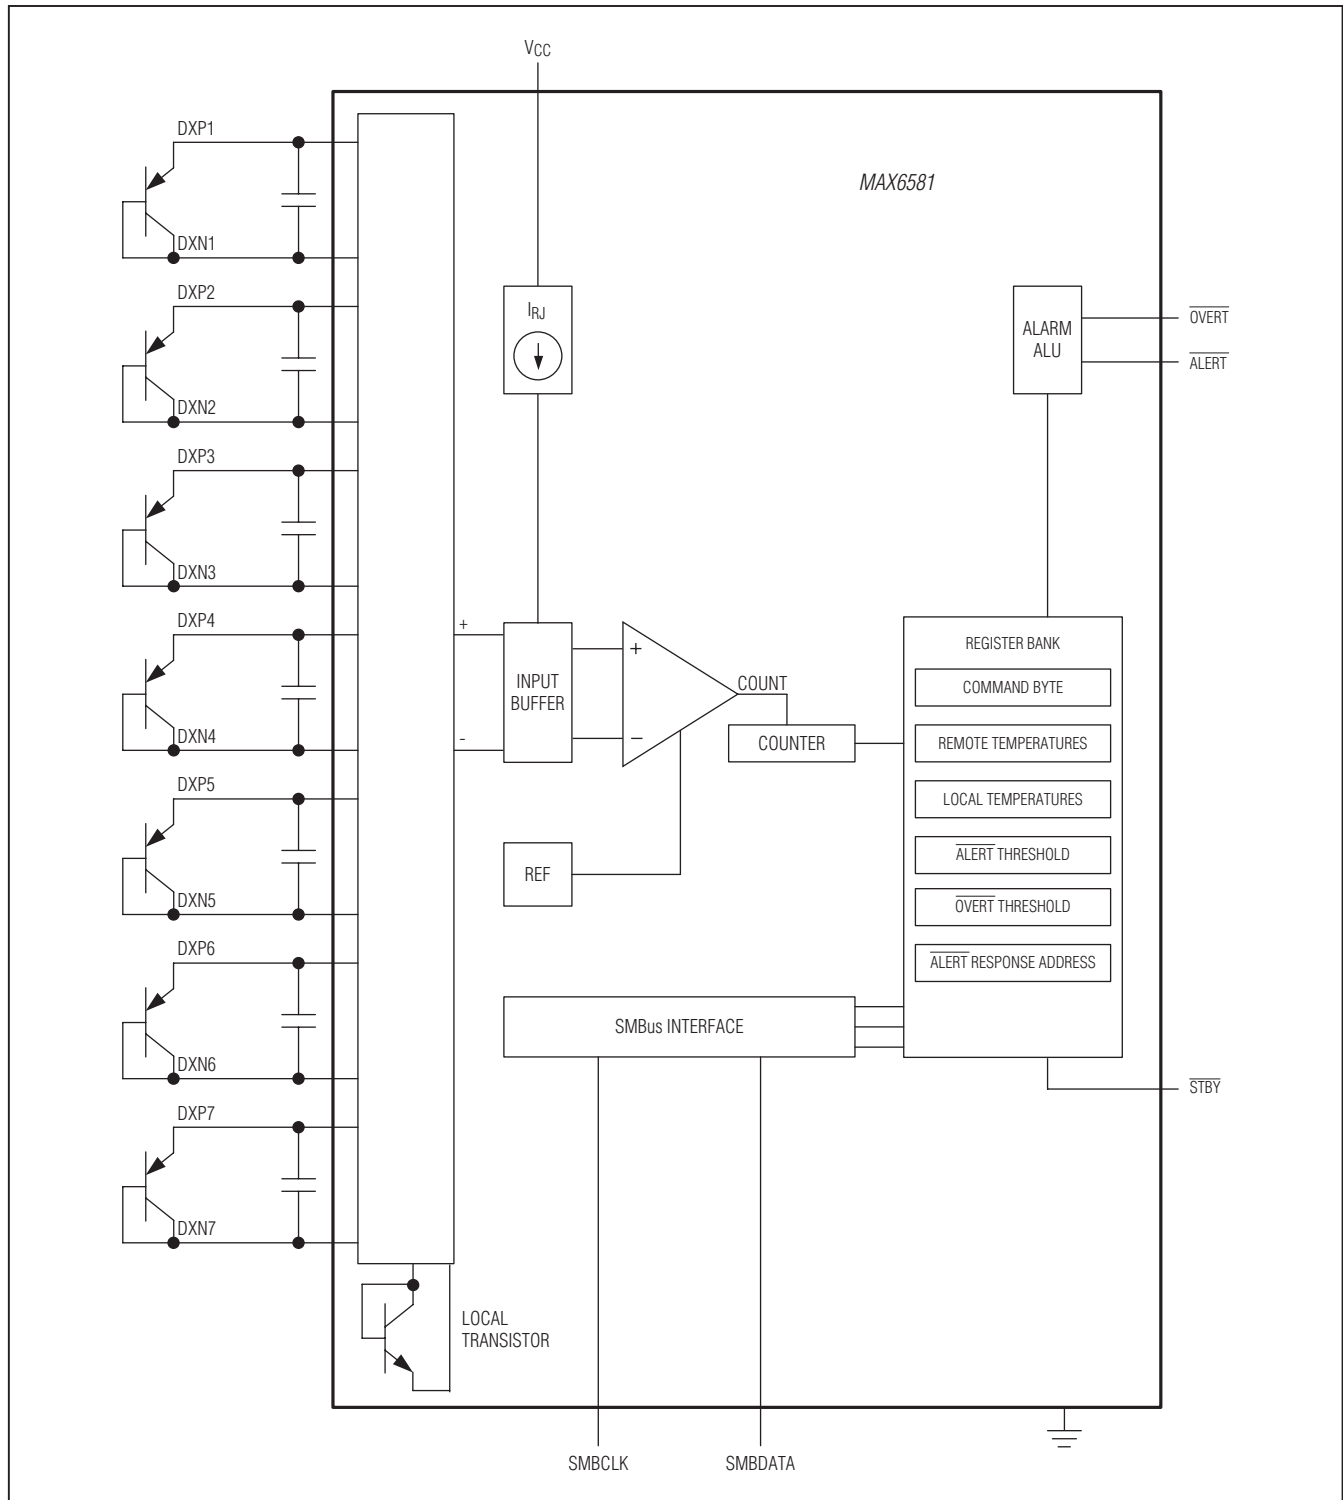 VCC
DXP1
DXN1
DXP2
DXN2
DXP3
DXN3
DXP4
DXN4
DXP5
DXN5
DXP6
DXN6
DXP7
DXN7
MAX6581
IRJ
ALARM
ALU
OVERT
ALERT
+
-
INPUT
BUFFER
+
−
COUNT
COUNTER
REF
REGISTER BANK
COMMAND BYTE
REMOTE TEMPERATURES
LOCAL TEMPERATURES
ALERT THRESHOLD
OVERT THRESHOLD
ALERT RESPONSE ADDRESS
SMBus INTERFACE
STBY
LOCAL
TRANSISTOR
SMBCLK
SMBDATA